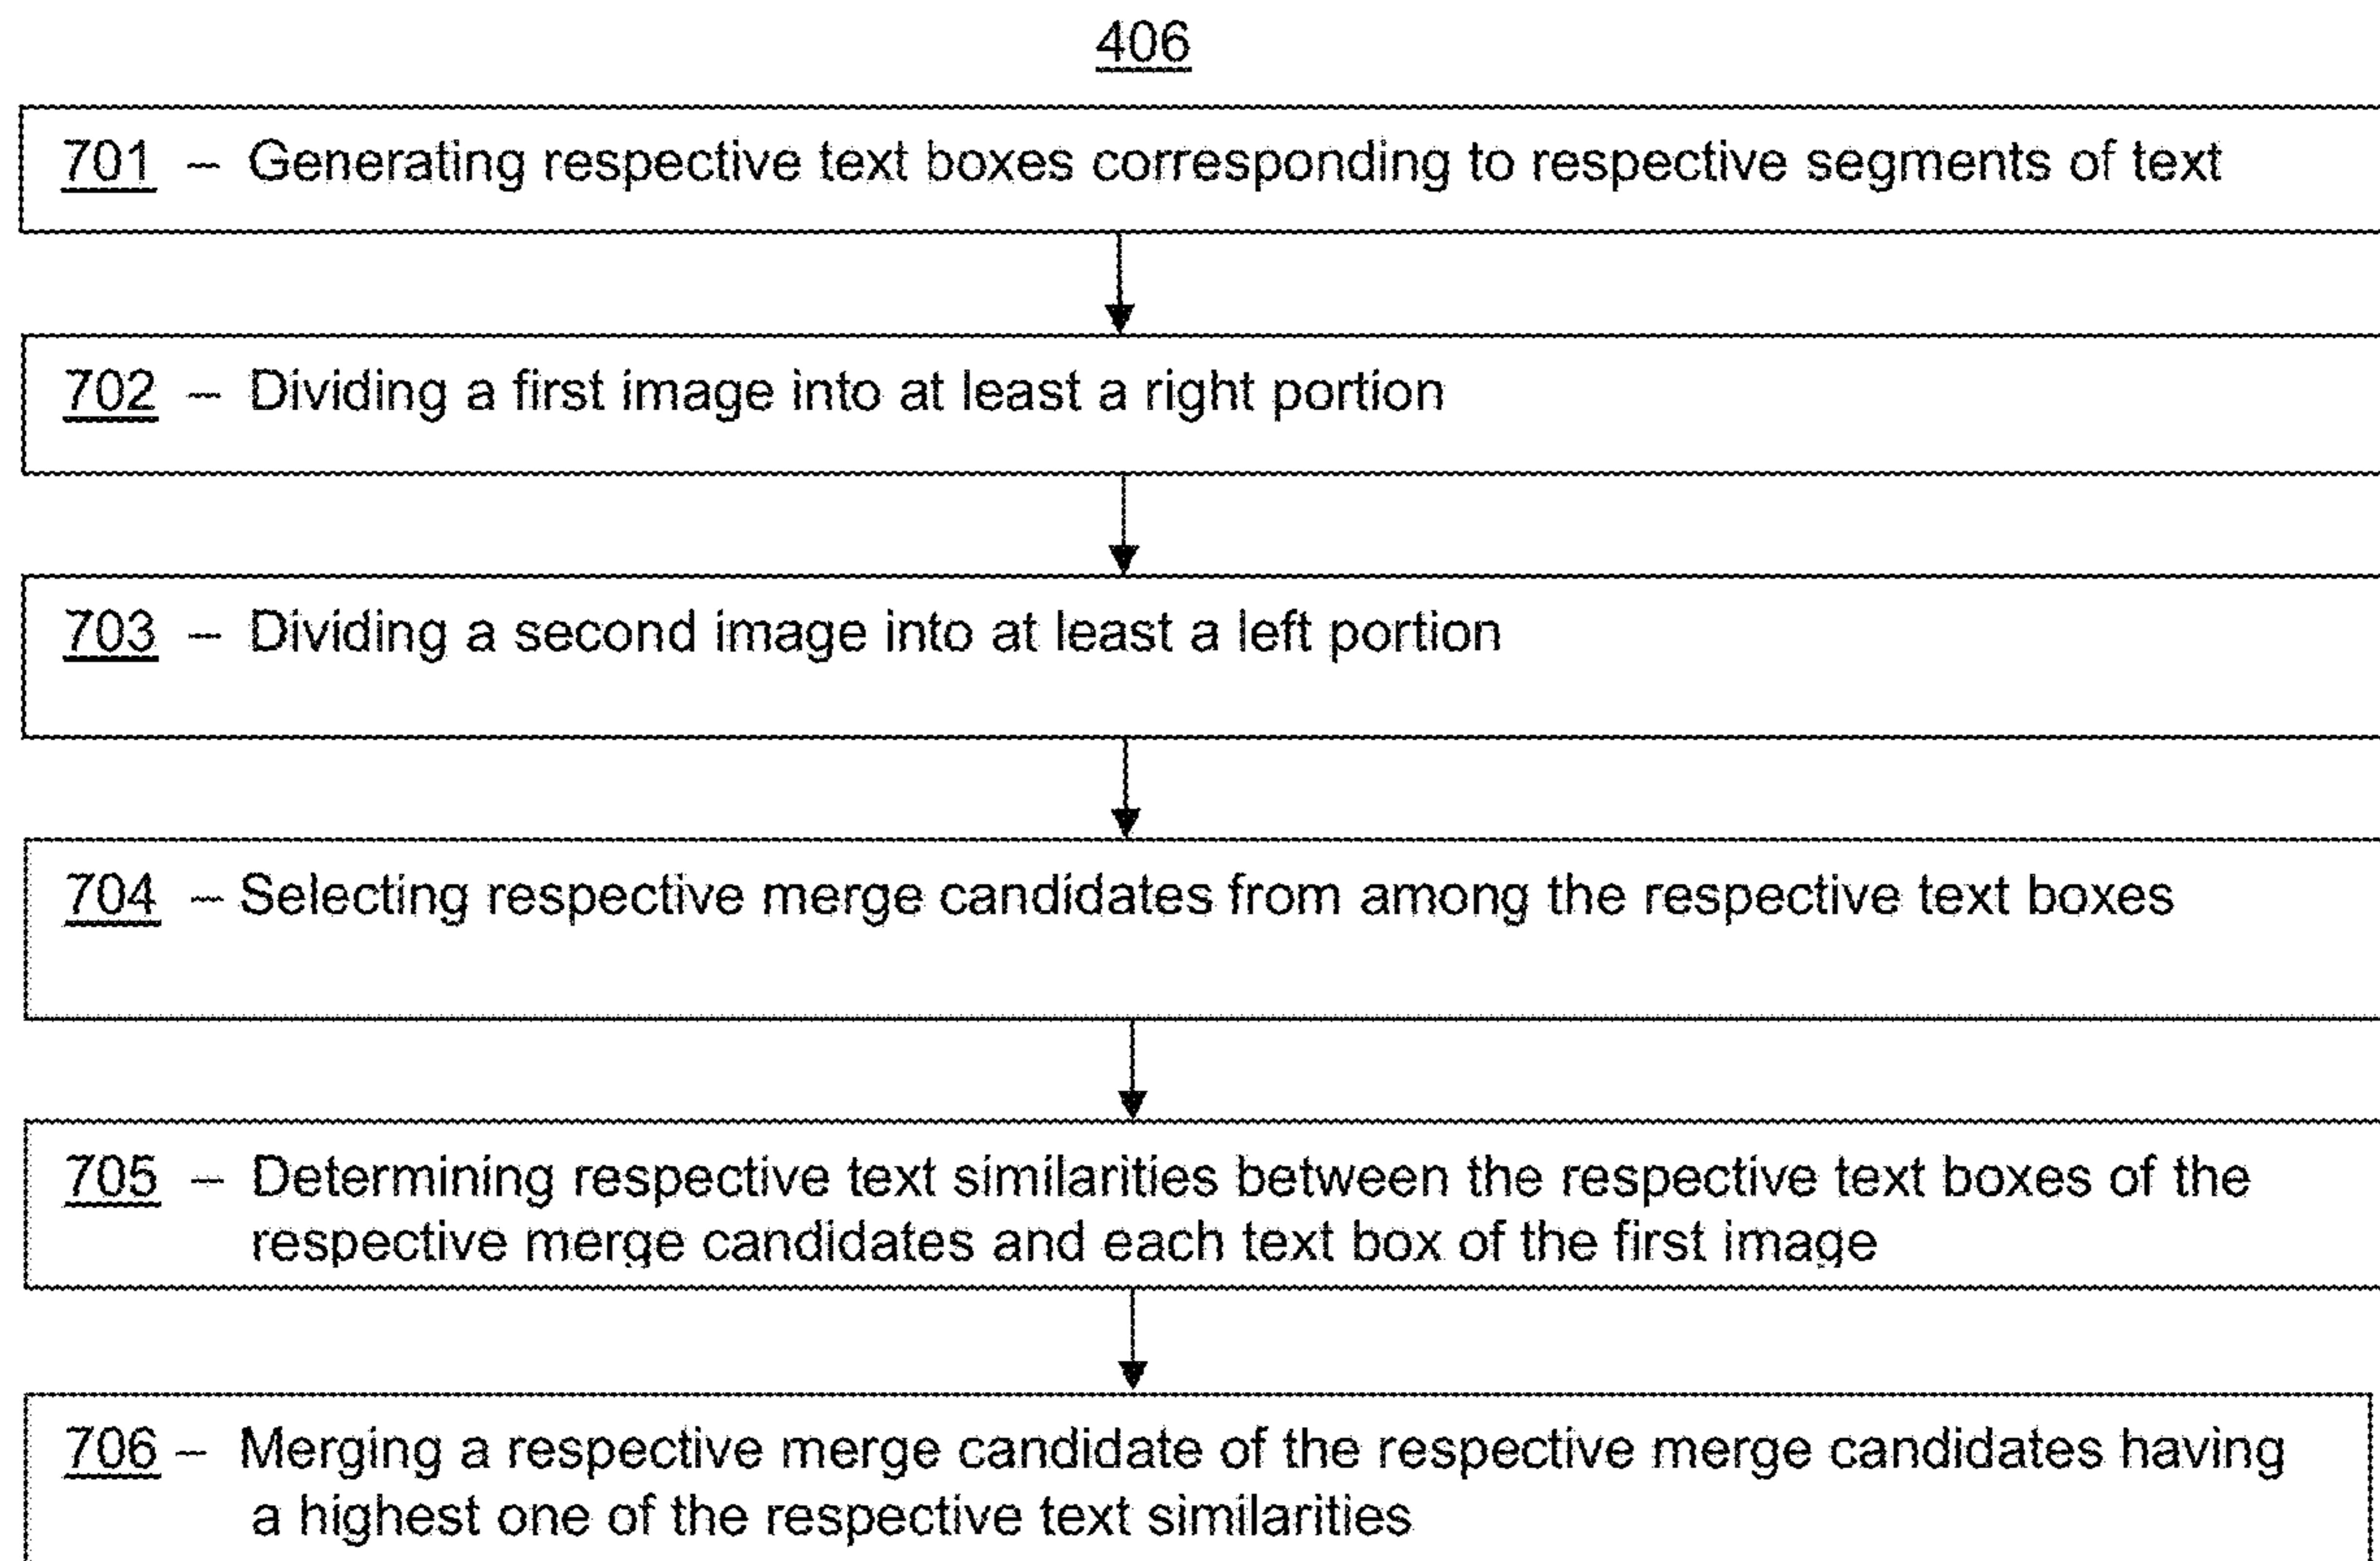 406
701 – Generating respective text boxes corresponding to respective segments of text
702 – Dividing a first image into at least a right portion
703 – Dividing a second image into at least a left portion
704 – Selecting respective merge candidates from among the respective text boxes
705 – Determining respective text similarities between the respective text boxes of the
respective merge candidates and each text box of the first image
706 – Merging a respective merge candidate of the respective merge candidates having
a highest one of the respective text similarities